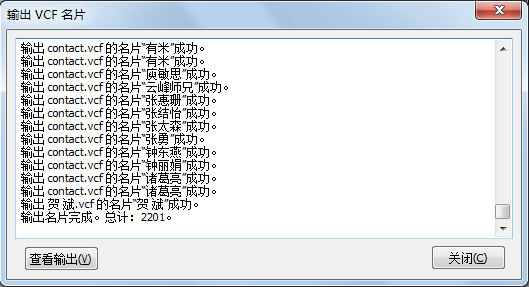 输出 VCF 名片
输出 contact.vcf 的名片“有米”成功。
输出 contact.vcf 的名片“有米”成功。
输出 contact.vcf 的名片“庾敏思”成功。
输出 contact.vcf 的名片“云峰师兄”成功。
输出 contact.vcf 的名片“张惠珊”成功。
输出 contact.vcf 的名片“张结怡”成功。
输出 contact.vcf 的名片“张太森”成功。
输出 contact.vcf 的名片“张勇”成功。
输出 contact.vcf 的名片“钟东燕”成功。
输出 contact.vcf 的名片“钟丽娟”成功。
输出 contact.vcf 的名片“诸葛亮”成功。
输出 contact.vcf 的名片“诸葛亮”成功。
输出 贺 斌.vcf 的名片“贺 斌”成功。
输出名片完成。总计：2201。
查看输出(V)
关闭(C)